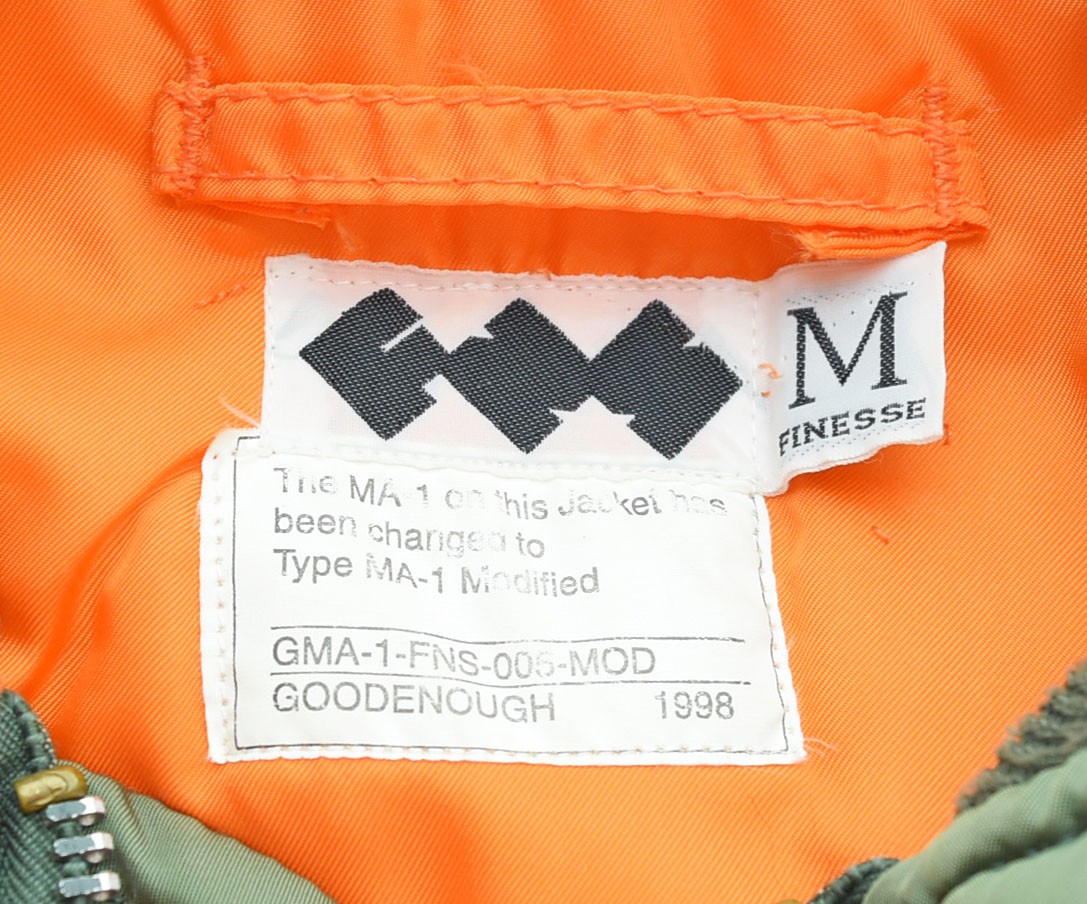 M
FINESSE
The MA-1 on this Jacket has
been changed to
Type MA-1 Modified
GMA-1-FNS-005-MOD
GOODENOUGH 1998